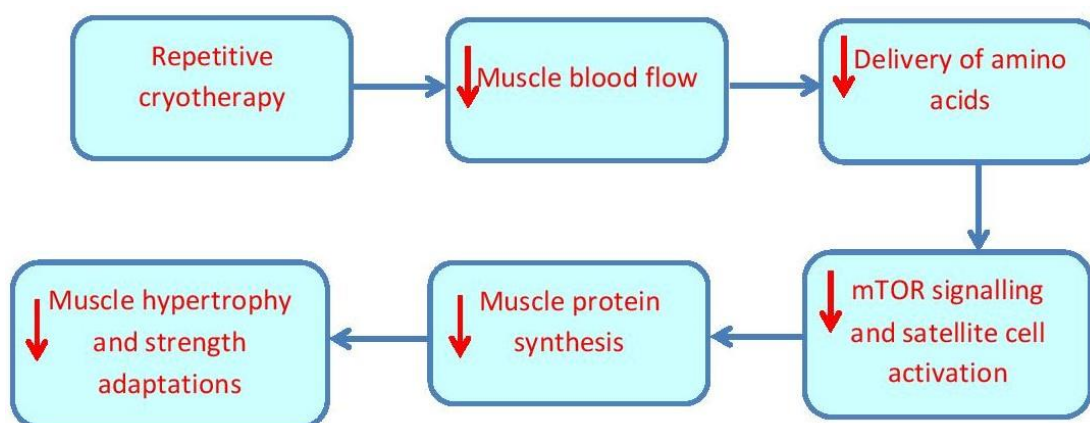 Repetitive
cryotherapy
Muscle blood flow
Delivery of amino
acids
mTOR signalling
and satellite cell
activation
Muscle protein
synthesis
Muscle hypertrophy
and strength
adaptations